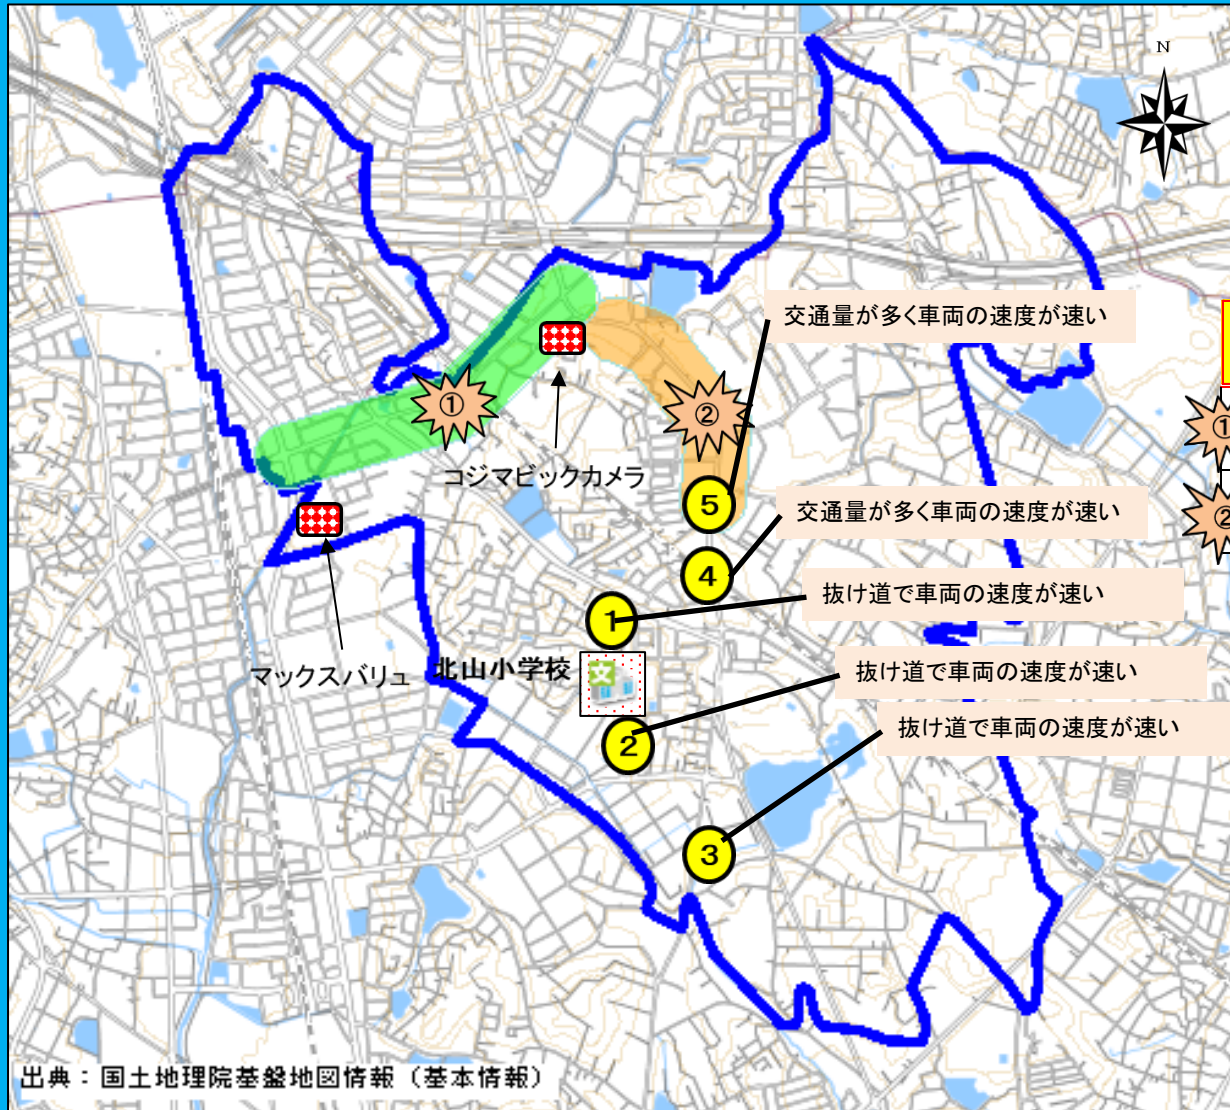 N
交通量が多く車両の速度が速い
①
②
①
コジマビックカメラ
5
交通量が多く車両の速度が速い
②
4
抜け道で車両の速度が速い
1
マックスバリュ
北山小学校
文
抜け道で車両の速度が速い
2
抜け道で車両の速度が速い
3
出典：国土地理院基盤地図情報（基本情報）